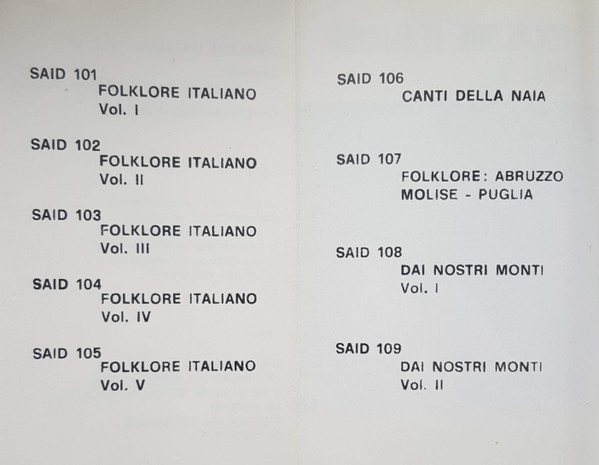 SAID 101
FOLKLORE ITALIANO
Vol. I
SAID 102
FOLKLORE ITALIANO
Vol. II
SAID 103
FOLKLORE ITALIANO
Vol. III
SAID 104
FOLKLORE ITALIANO
Vol. IV
SAID 105
FOLKLORE ITALIANO
Vol. V
SAID 106
CANTI DELLA NAIA
SAID 107
FOLKLORE: ABRUZZO
MOLISE - PUGLIA
SAID 108
DAI NOSTRI MONTI
Vol. I
SAID 109
DAI NOSTRI MONTI
Vol. II